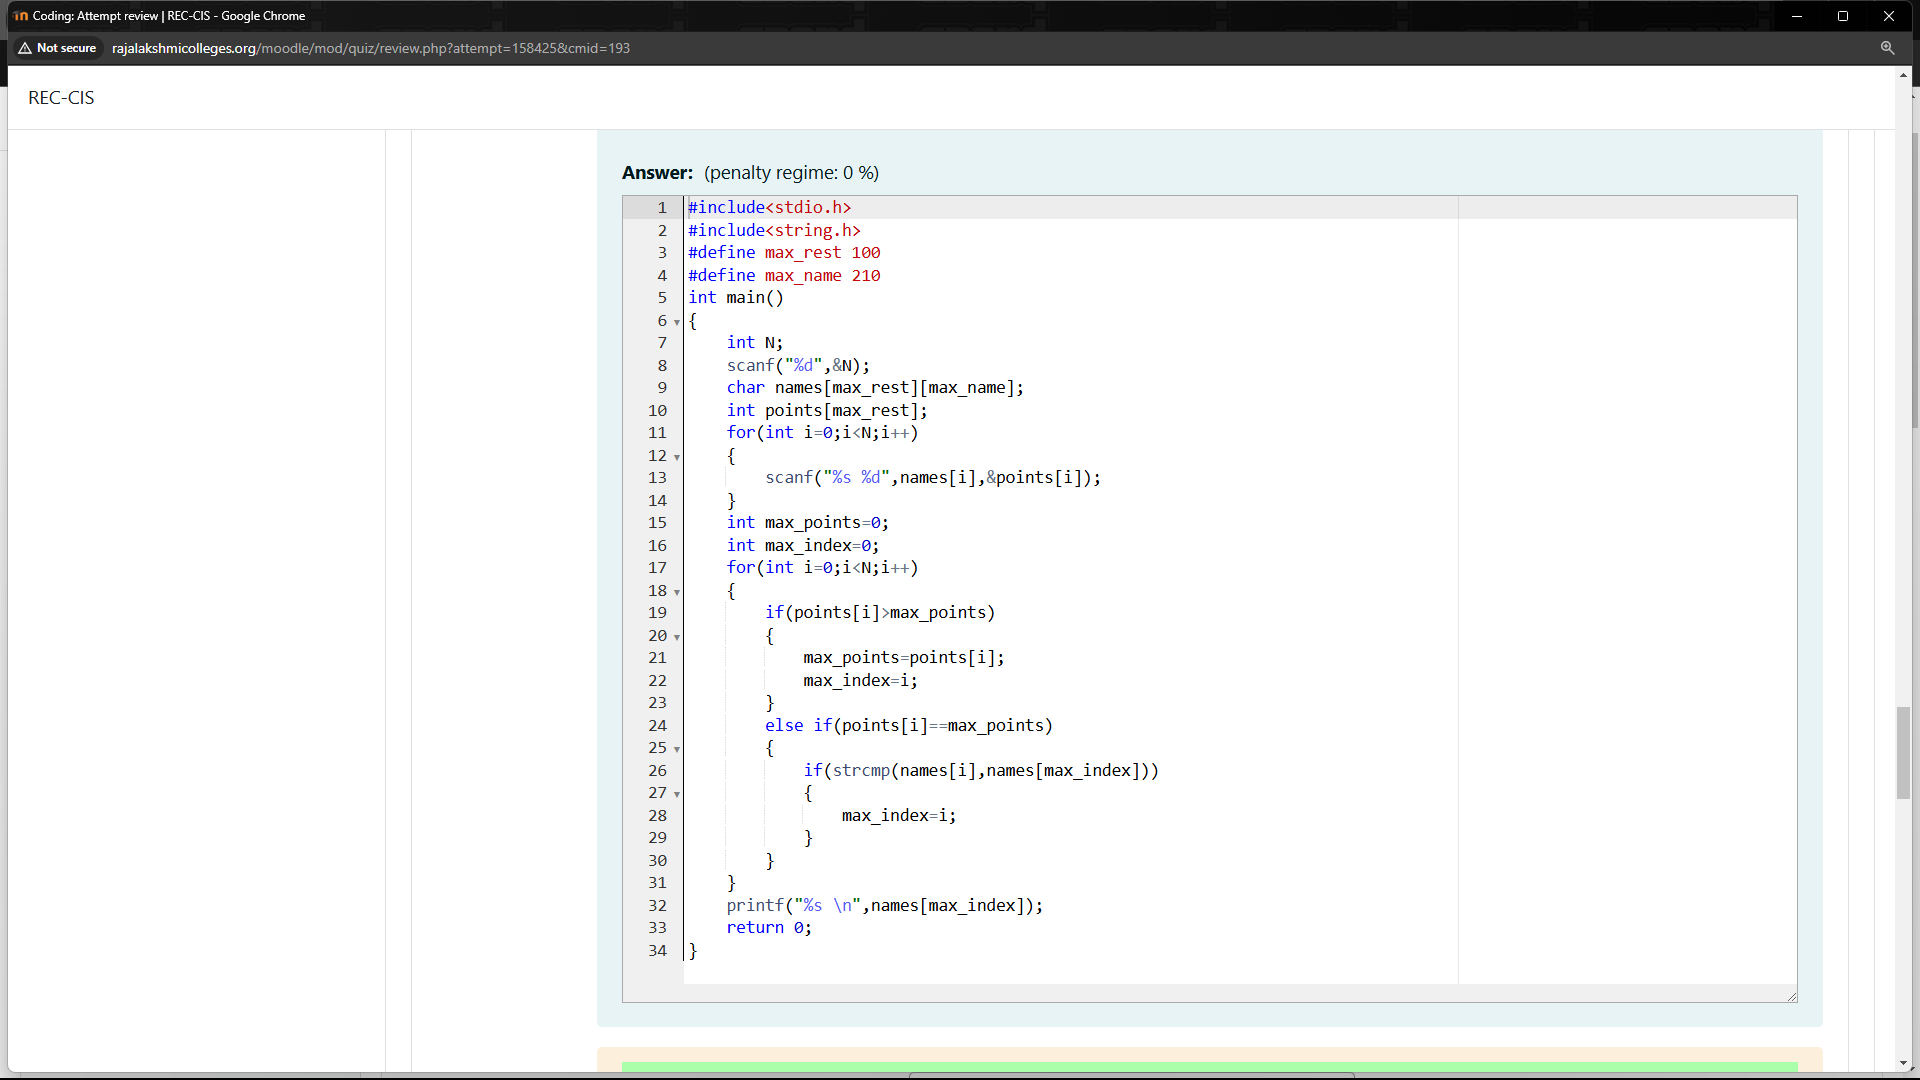 Coding: Attempt review | REC-CIS - Google Chrome
Not secure rajalakshmicolleges.org/moodle/mod/quiz/review.php?attempt=158425&cmid=193
REC-CIS
Answer: (penalty regime: 0 %)
1 #include<stdio.h>
2 #include<string.h>
3 #define max_rest 100
4 #define max_name 210
5 int main()
6 {
7 int N;
8 scanf("%d",&N);
9 char names[max_rest][max_name];
10 int points[max_rest];
11 for(int i=0;i<N;i++)
12 {
13 scanf("%s %d",names[i],&points[i]);
14 }
15 int max_points=0;
16 int max_index=0;
17 for(int i=0;i<N;i++)
18 {
19 if(points[i]>max_points)
20 {
21 max_points=points[i];
22 max_index=i;
23 }
24 else if(points[i]==max_points)
25 {
26 if(strcmp(names[i],names[max_index]))
27 {
28 max_index=i;
29 }
30 }
31 }
32 printf("%s \n",names[max_index]);
33 return 0;
34 }